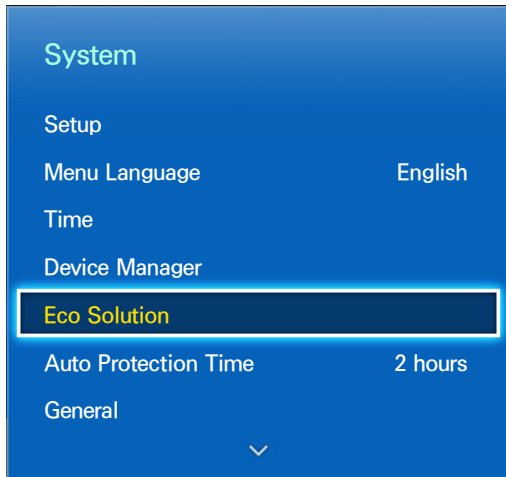 System
Setup
Menu Language English
Time
Device Manager
Eco Solution
Auto Protection Time 2 hours
General